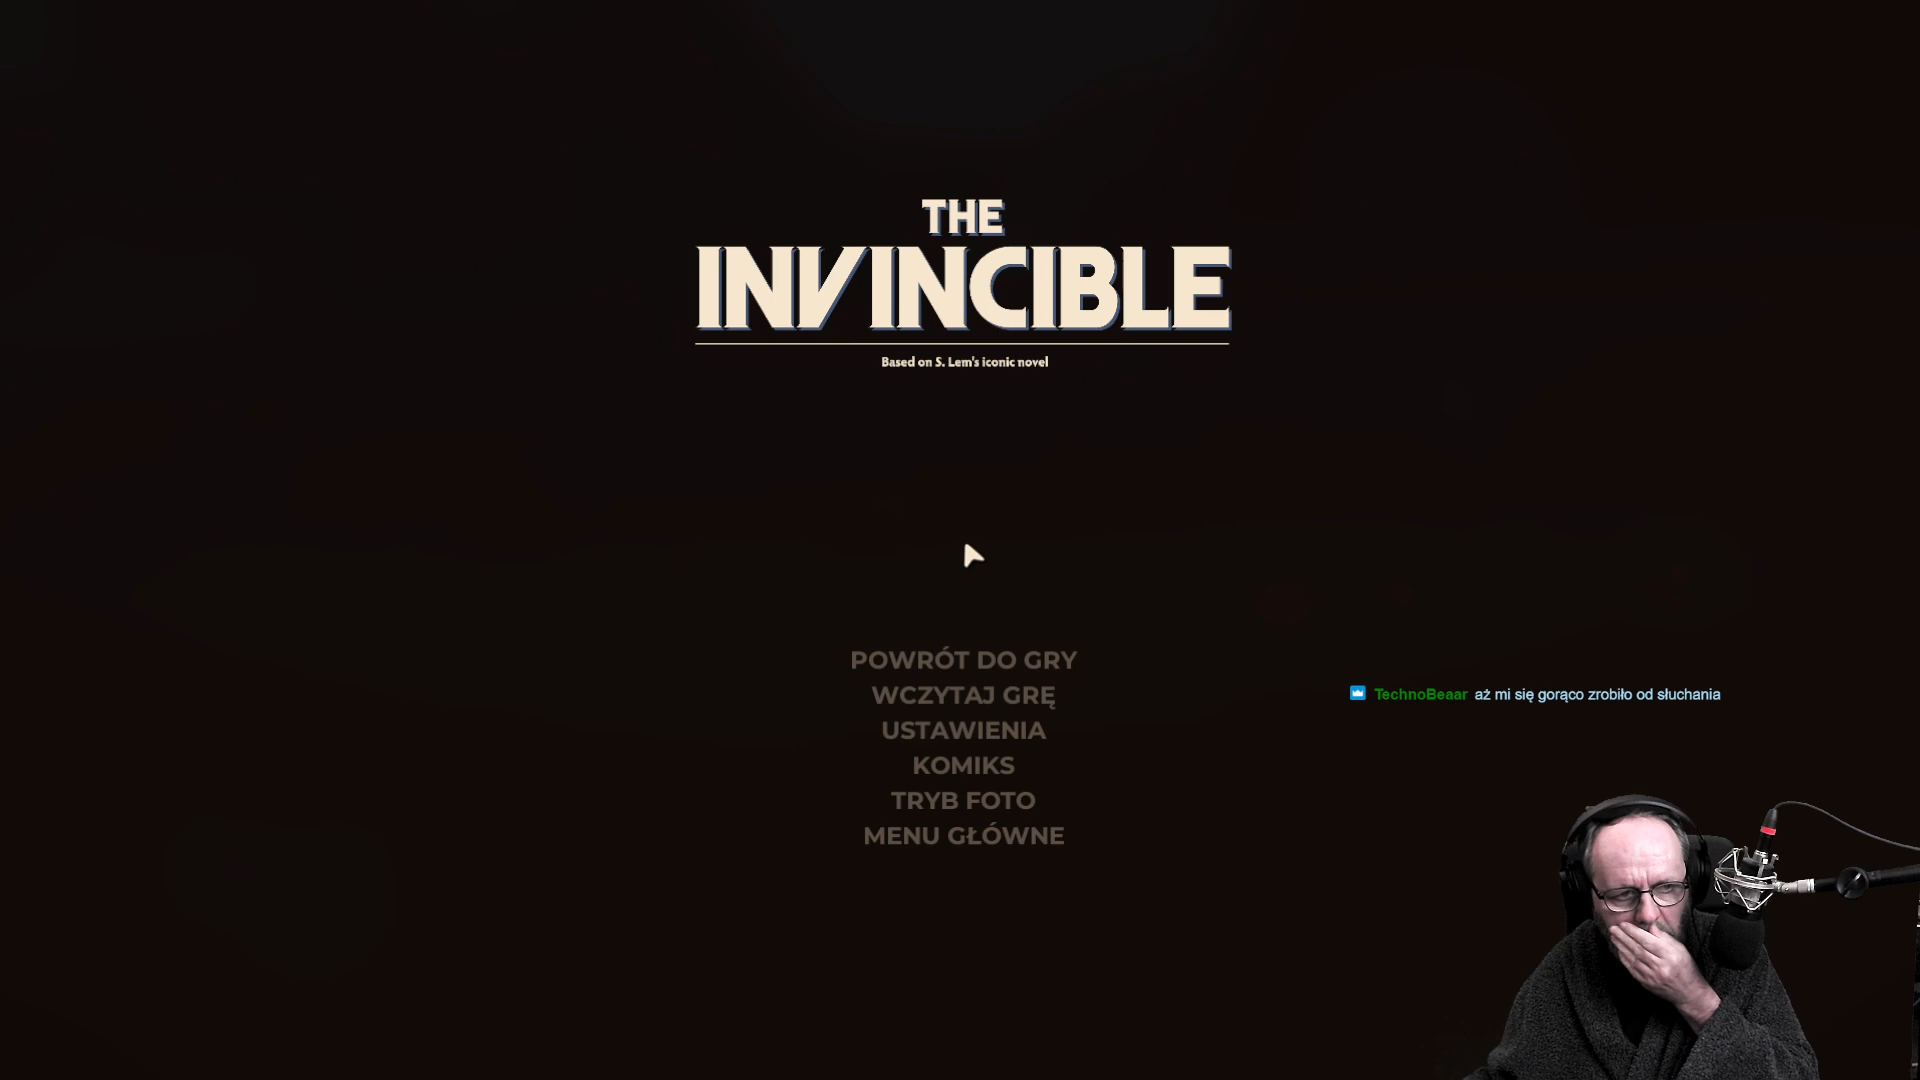 THE
INVINCIBLE
Based on S. Lem's iconic novel
POWRÓT DO GRY
WCZYTAJ GRĘ
USTAWIENIA
KOMIKS
TRYB FOTO
MENU GŁÓWNE
TechnoBeaar aż mi się gorąco zrobiło od słuchania